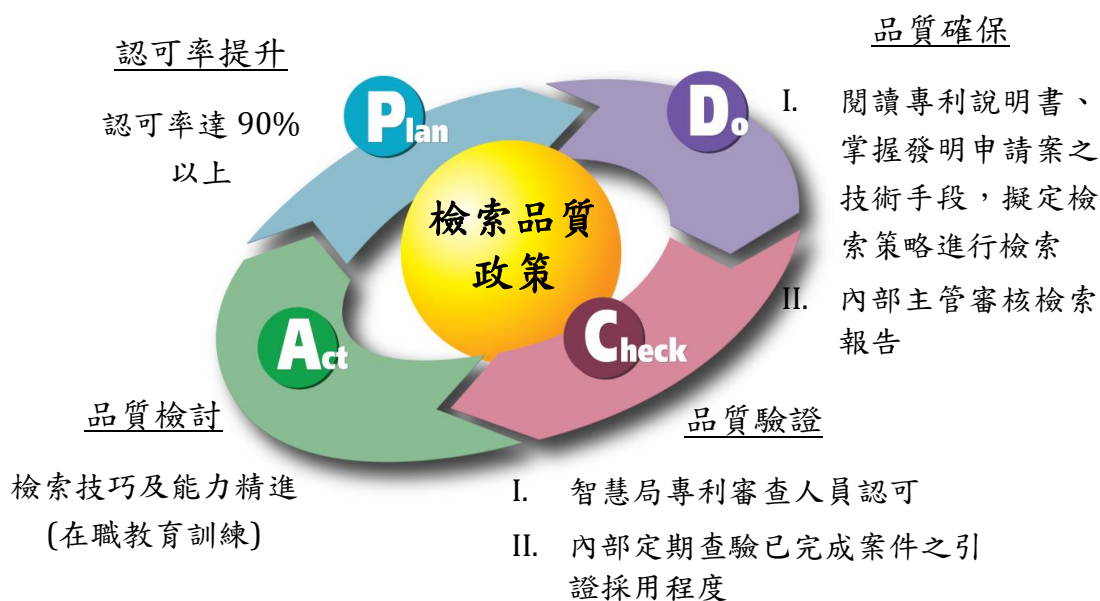 認可率提升
認可率達 90%
以上
Plan
Do
品質確保
I. 閱讀專利說明書、
掌握發明申請案之
技術手段，擬定檢
索策略進行檢索
II. 內部主管審核檢索
報告
檢索品質
政策
Act
Check
品質檢討
檢索技巧及能力精進
(在職教育訓練)
品質驗證
I. 智慧局專利審查人員認可
II. 內部定期查驗已完成案件之引
證採用程度